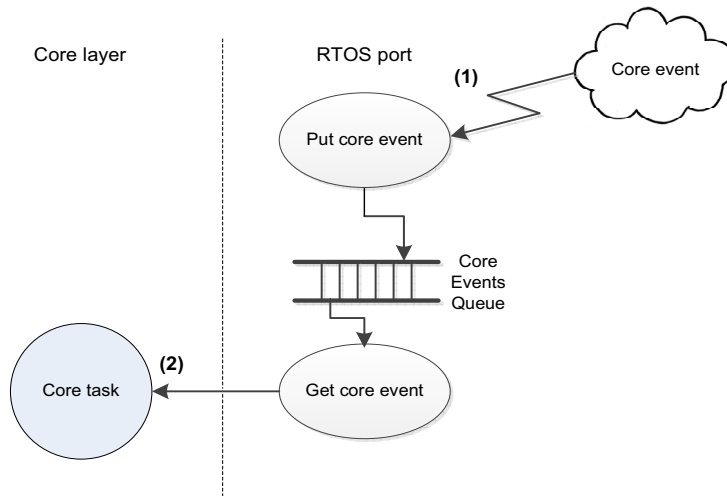 Core layer
RTOS port
(1)
Core event
Put core event
Core
Events
Queue
(2)
Core task
Get core event